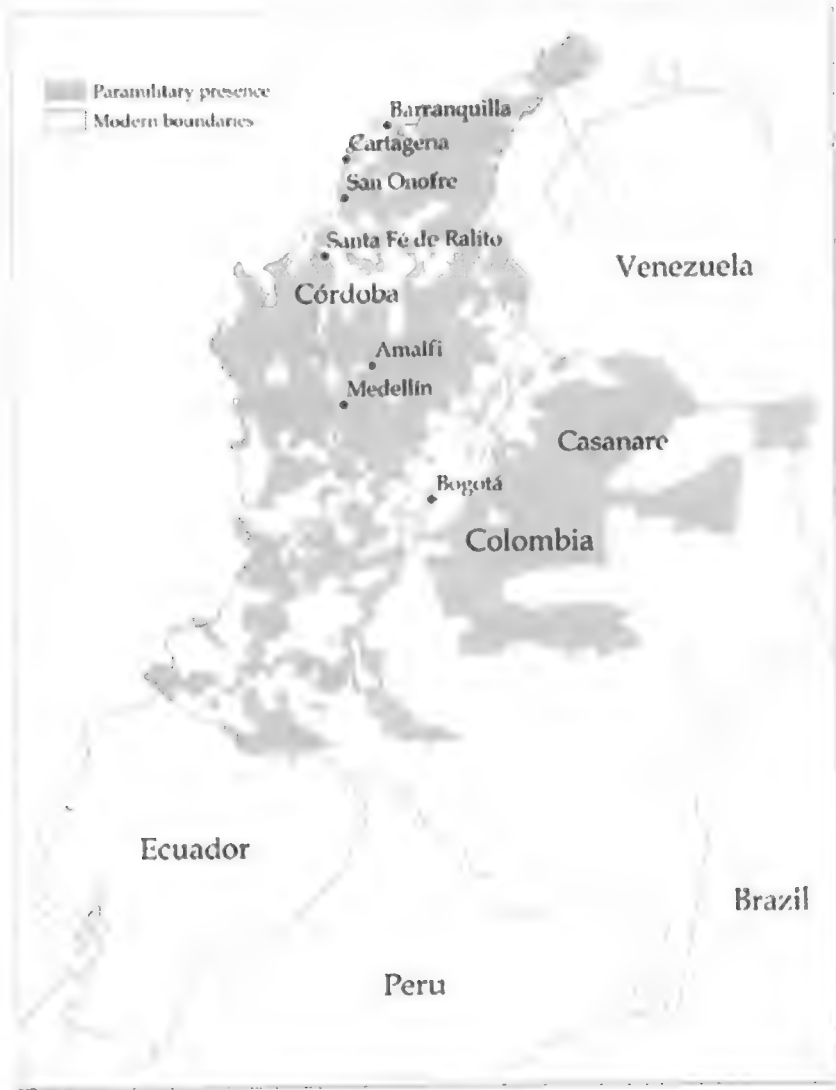 Paramilitary presence
Modern boundaries
Barranquilla
Cartagena
San Onofre
Santa Fé de Ralito
Venezuela
Córdoba
Amalfi
Medellín
Casanare
Bogotá
Colombia
Ecuador
Brazil
Peru